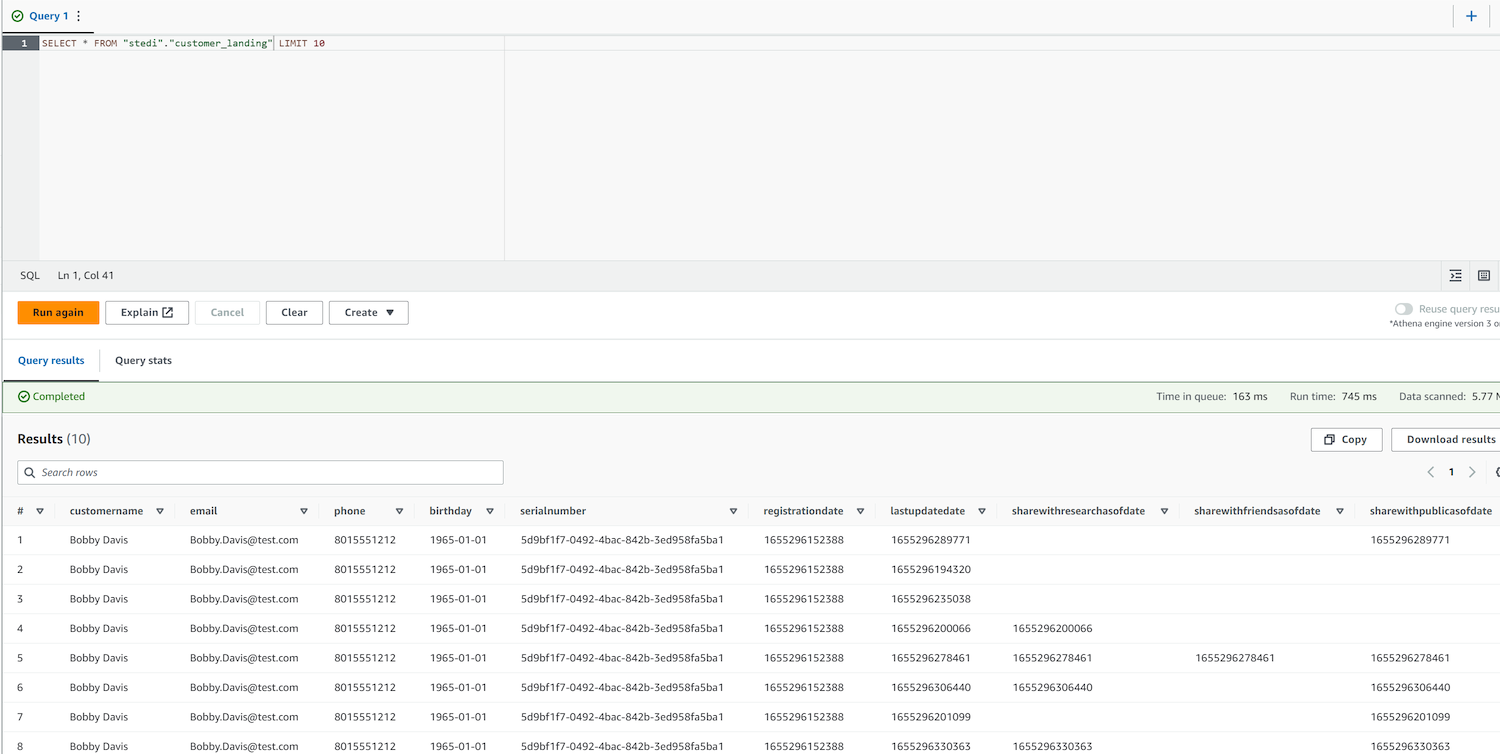 Query 1
1 SELECT * FROM "stedi"."customer_landing" LIMIT 10
SQL Ln 1, Col 41
Run again Explain Cancel Clear Create Reuse query resu
*Athena engine version 3 o
Query results Query stats
Completed Time in queue: 163 ms Run time: 745 ms Data scanned: 5.77
Results (10) Copy Download results
Search rows 1
# customername email phone birthday serialnumber registrationdate lastupdatedate sharewithresearchasofdate sharewithfriendsasofdate sharewithpublicasofdate
1 Bobby Davis Bobby.Davis@test.com 8015551212 1965-01-01 5d9bf1f7-0492-4bac-842b-3ed958fa5ba1 1655296152388 1655296289771 1655296289771
2 Bobby Davis Bobby.Davis@test.com 8015551212 1965-01-01 5d9bf1f7-0492-4bac-842b-3ed958fa5ba1 1655296152388 1655296194320
3 Bobby Davis Bobby.Davis@test.com 8015551212 1965-01-01 5d9bf1f7-0492-4bac-842b-3ed958fa5ba1 1655296152388 1655296235038
4 Bobby Davis Bobby.Davis@test.com 8015551212 1965-01-01 5d9bf1f7-0492-4bac-842b-3ed958fa5ba1 1655296152388 1655296200066 1655296200066
5 Bobby Davis Bobby.Davis@test.com 8015551212 1965-01-01 5d9bf1f7-0492-4bac-842b-3ed958fa5ba1 1655296152388 1655296278461 1655296278461 1655296278461 1655296278461
6 Bobby Davis Bobby.Davis@test.com 8015551212 1965-01-01 5d9bf1f7-0492-4bac-842b-3ed958fa5ba1 1655296152388 1655296306440 1655296306440 1655296306440
7 Bobby Davis Bobby.Davis@test.com 8015551212 1965-01-01 5d9bf1f7-0492-4bac-842b-3ed958fa5ba1 1655296152388 1655296201099 1655296201099
8 Bobby Davis Bobby.Davis@test.com 8015551212 1965-01-01 5d9bf1f7-0492-4bac-842b-3ed958fa5ba1 1655296152388 1655296330363 1655296330363 1655296330363